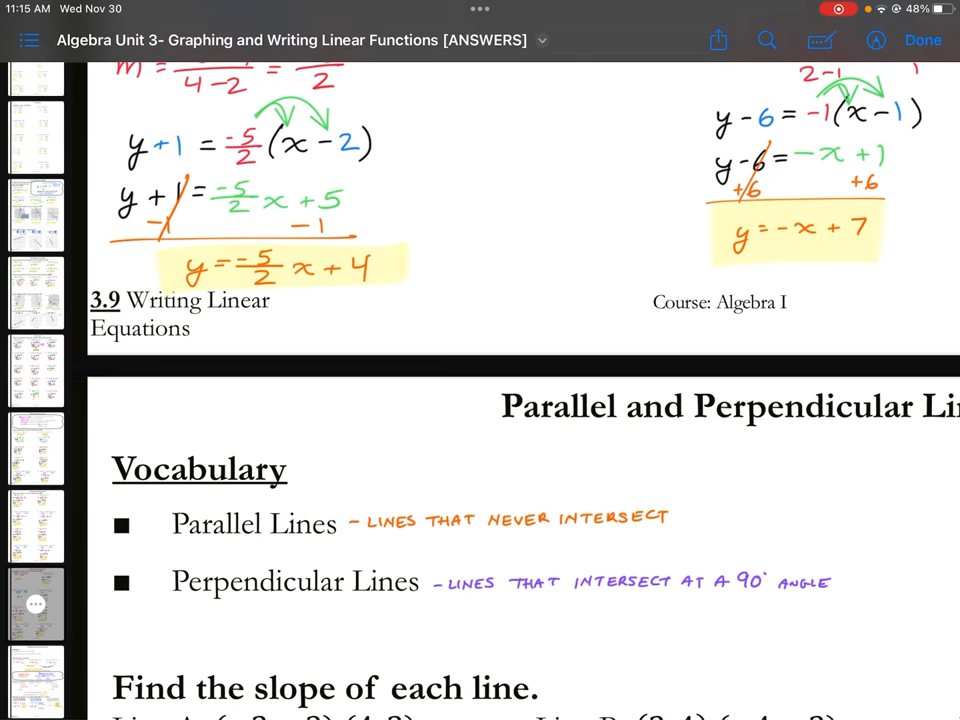 11:15 AM Wed Nov 30
48%
Algebra Unit 3- Graphing and Writing Linear Functions [ANSWERS]
Done
m = 4 - 2 = 2
y + 1 = -5/2 (x - 2)
y + 1 = -5/2 x + 5
-1 -1
y = -5/2 x + 4
2 - 1 1
y - 6 = -1(x - 1)
y - 6 = -x + 1
+6 +6
y = -x + 7
3.9 Writing Linear
Equations
Course: Algebra I
Parallel and Perpendicular Li
Vocabulary
■ Parallel Lines - LINES THAT NEVER INTERSECT
■ Perpendicular Lines - LINES THAT INTERSECT AT A 90° ANGLE
Find the slope of each line.